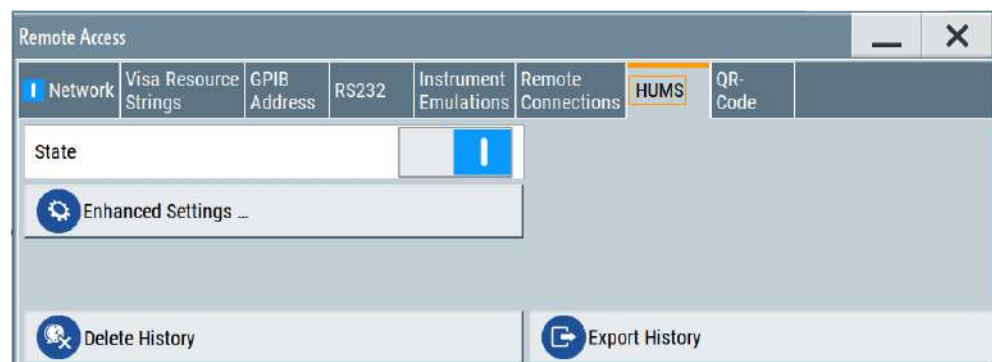 Remote Access
Network
Visa Resource
Strings
GPIB
Address
RS232
Instrument
Emulations
Remote
Connections
HUMS
QR-
Code
State
Enhanced Settings ...
Delete History
Export History